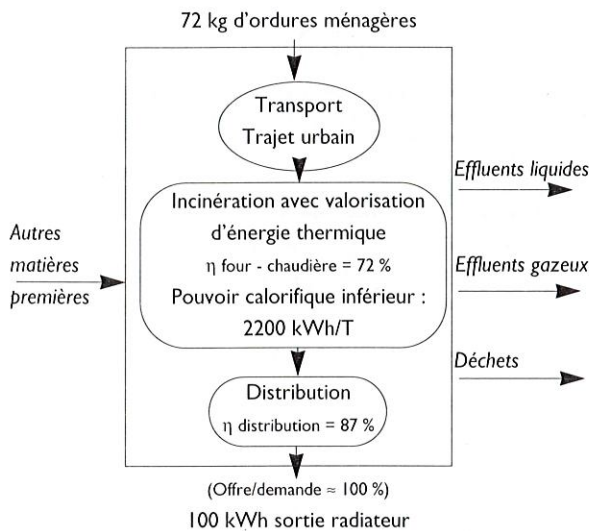 72 kg d'ordures ménagères
Transport
Trajet urbain
Incinération avec valorisation
d'énergie thermique
η four - chaudière = 72 %
Pouvoir calorifique inférieur :
2200 kWh/T
Autres
matières
premières
Effluents liquides
Effluents gazeux
Déchets
Distribution
η distribution = 87 %
(Offre/demande ≈ 100 %)
100 kWh sortie radiateur